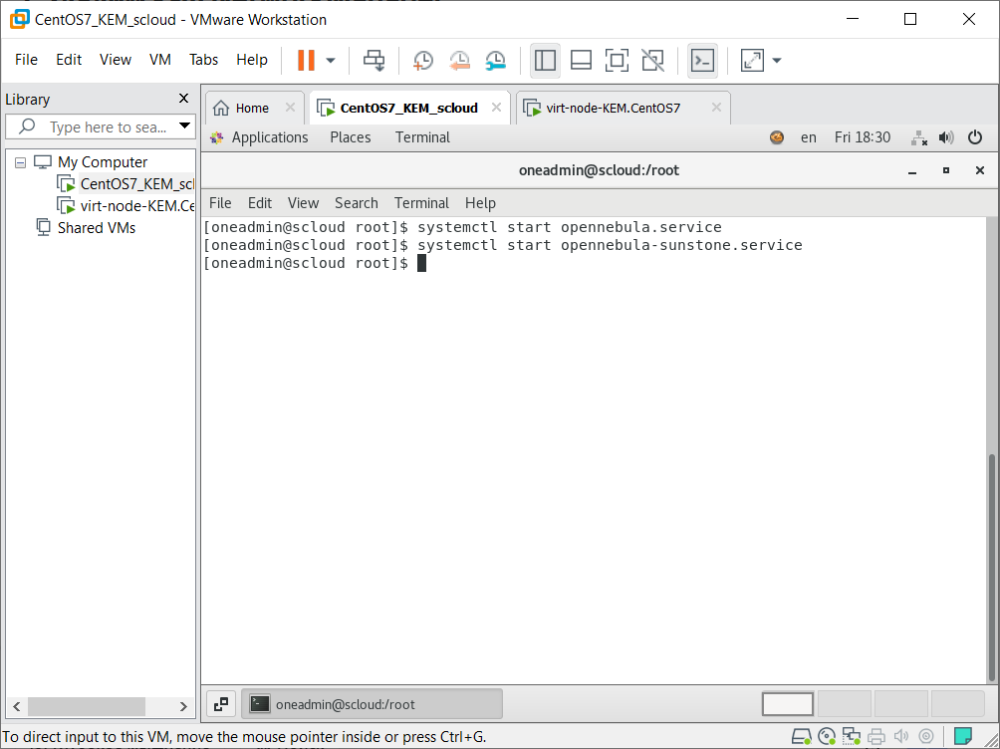 CentOS7_KEM_scloud - VMware Workstation
File Edit View VM Tabs Help
Library
Type here to sea...
My Computer
CentOS7_KEM_scl
virt-node-KEM.Ce
Shared VMs
Home
CentOS7_KEM_scloud
virt-node-KEM.CentOS7
Applications Places Terminal
en Fri 18:30
oneadmin@scloud:/root
File Edit View Search Terminal Help
[oneadmin@scloud root]$ systemctl start opennebula.service
[oneadmin@scloud root]$ systemctl start opennebula-sunstone.service
[oneadmin@scloud root]$
oneadmin@scloud:/root
To direct input to this VM, move the mouse pointer inside or press Ctrl+G.